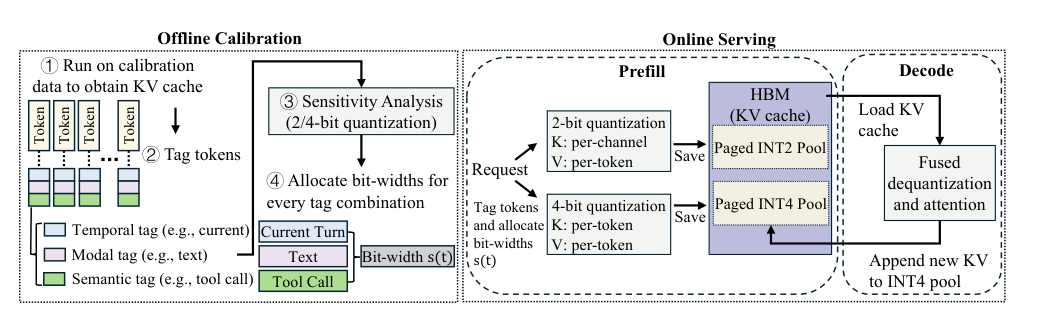 Offline Calibration
① Run on calibration
data to obtain KV cache
Token
Token
Token
...
Token
② Tag tokens
Temporal tag (e.g., current)
Modal tag (e.g., text)
Semantic tag (e.g., tool call)
③ Sensitivity Analysis
(2/4-bit quantization)
④ Allocate bit-widths for
every tag combination
Current Turn
Text
Tool Call
Bit-width s(t)
Online Serving
Prefill
Request
Tag tokens
and allocate
bit-widths
s(t)
2-bit quantization
K: per-channel
V: per-token
Save
4-bit quantization
K: per-token
V: per-token
Save
HBM
(KV cache)
Paged INT2 Pool
Paged INT4 Pool
Decode
Load KV
cache
Fused
dequantization
and attention
Append new KV
to INT4 pool